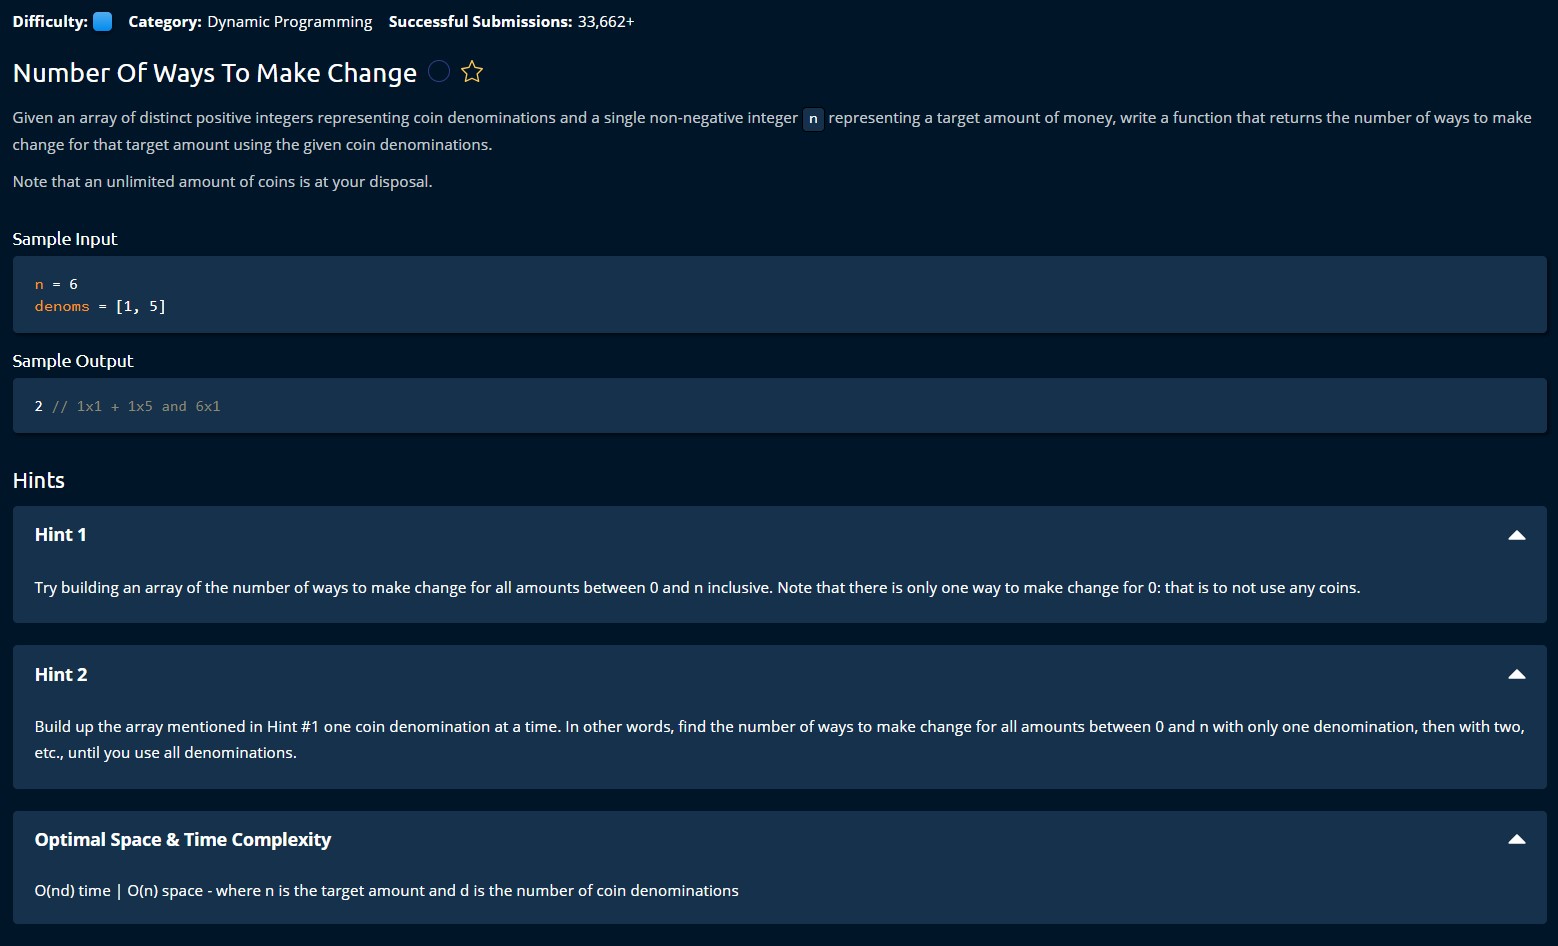 Difficulty: Category: Dynamic Programming Successful Submissions: 33,662+
Number Of Ways To Make Change
Given an array of distinct positive integers representing coin denominations and a single non-negative integer n representing a target amount of money, write a function that returns the number of ways to make
change for that target amount using the given coin denominations.
Note that an unlimited amount of coins is at your disposal.
Sample Input
n = 6
denoms = [1, 5]
Sample Output
2 // 1x1 + 1x5 and 6x1
Hints
Hint 1
Try building an array of the number of ways to make change for all amounts between 0 and n inclusive. Note that there is only one way to make change for 0: that is to not use any coins.
Hint 2
Build up the array mentioned in Hint #1 one coin denomination at a time. In other words, find the number of ways to make change for all amounts between 0 and n with only one denomination, then with two,
etc., until you use all denominations.
Optimal Space & Time Complexity
O(nd) time | O(n) space - where n is the target amount and d is the number of coin denominations